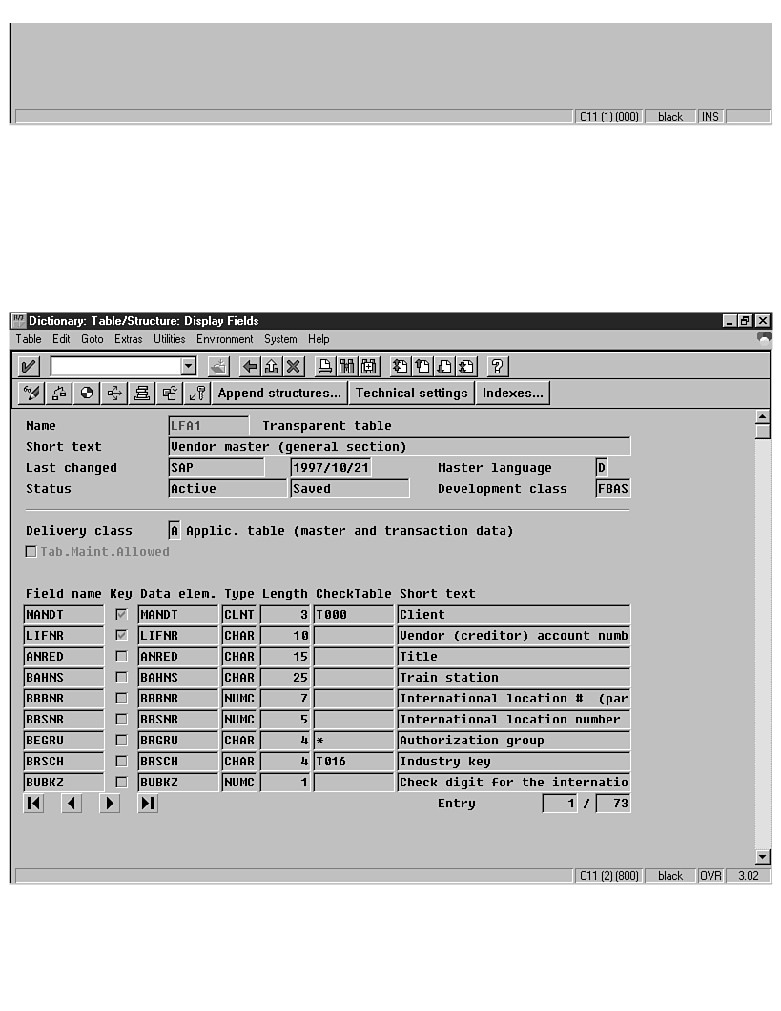 C11 (1) (000) black INS
Dictionary: Table/Structure: Display Fields
Table Edit Goto Extras Utilities Environment System Help
Append structures... Technical settings Indexes...
Name LFA1 Transparent table
Short text Vendor master (general section)
Last changed SAP 1997/10/21 Master language D
Status Active Saved Development class FBAS
Delivery class A Applic. table (master and transaction data)
Tab.Maint.Allowed
Field name Key Data elem. Type Length CheckTable Short text
MANDT MANDT CLNT 3 T000 Client
LIFNR LIFNR CHAR 10 Vendor (creditor) account numb
ANRED ANRED CHAR 15 Title
BAHNS BAHNS CHAR 25 Train station
BBBNR BBBNR NUMC 7 International location # (par
BBSNR BBSNR NUMC 5 International location number
BEGRU BRGRU CHAR 4 * Authorization group
BRSCH BRSCH CHAR 4 T016 Industry key
BUBKZ BUBKZ NUMC 1 Check digit for the internatio
Entry 1 / 73
C11 (2) (800) black OVR 3.02